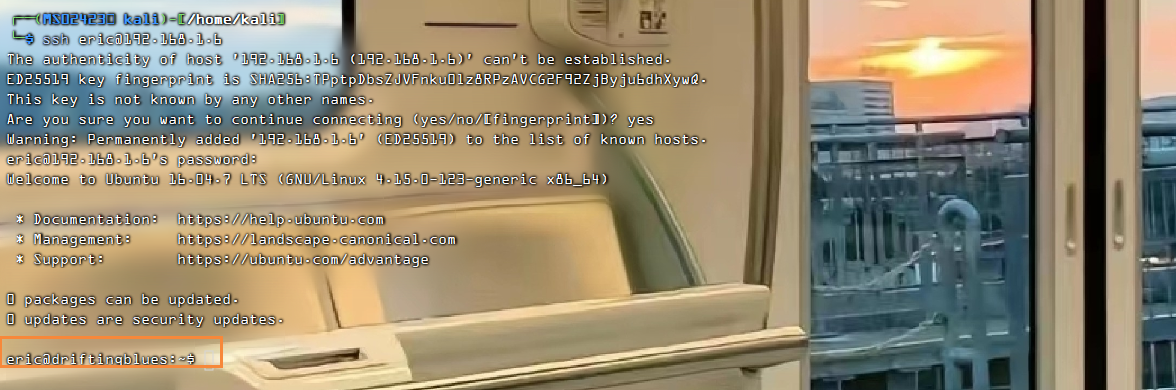 (MS02423㉿ kali)-[/home/kali]
$ ssh eric@192.168.1.6
The authenticity of host '192.168.1.6 (192.168.1.6)' can't be established.
ED25519 key fingerprint is
This key is not known by any other names.
Are you sure you want to continue connecting (yes/no/[fingerprint])? yes
Warning: Permanently added '192.168.1.6' (ED25519) to the list of known hosts.
eric@192.168.1.6's password:
Welcome to Ubuntu 16.04.7 LTS (GNU/Linux 4.15.0-123-generic x86_64)
* Documentation: https://help.ubuntu.com
* Management: https://landscape.canonical.com
* Support: https://ubuntu.com/advantage
0 packages can be updated.
0 updates are security updates.
eric@driftingblues:~$